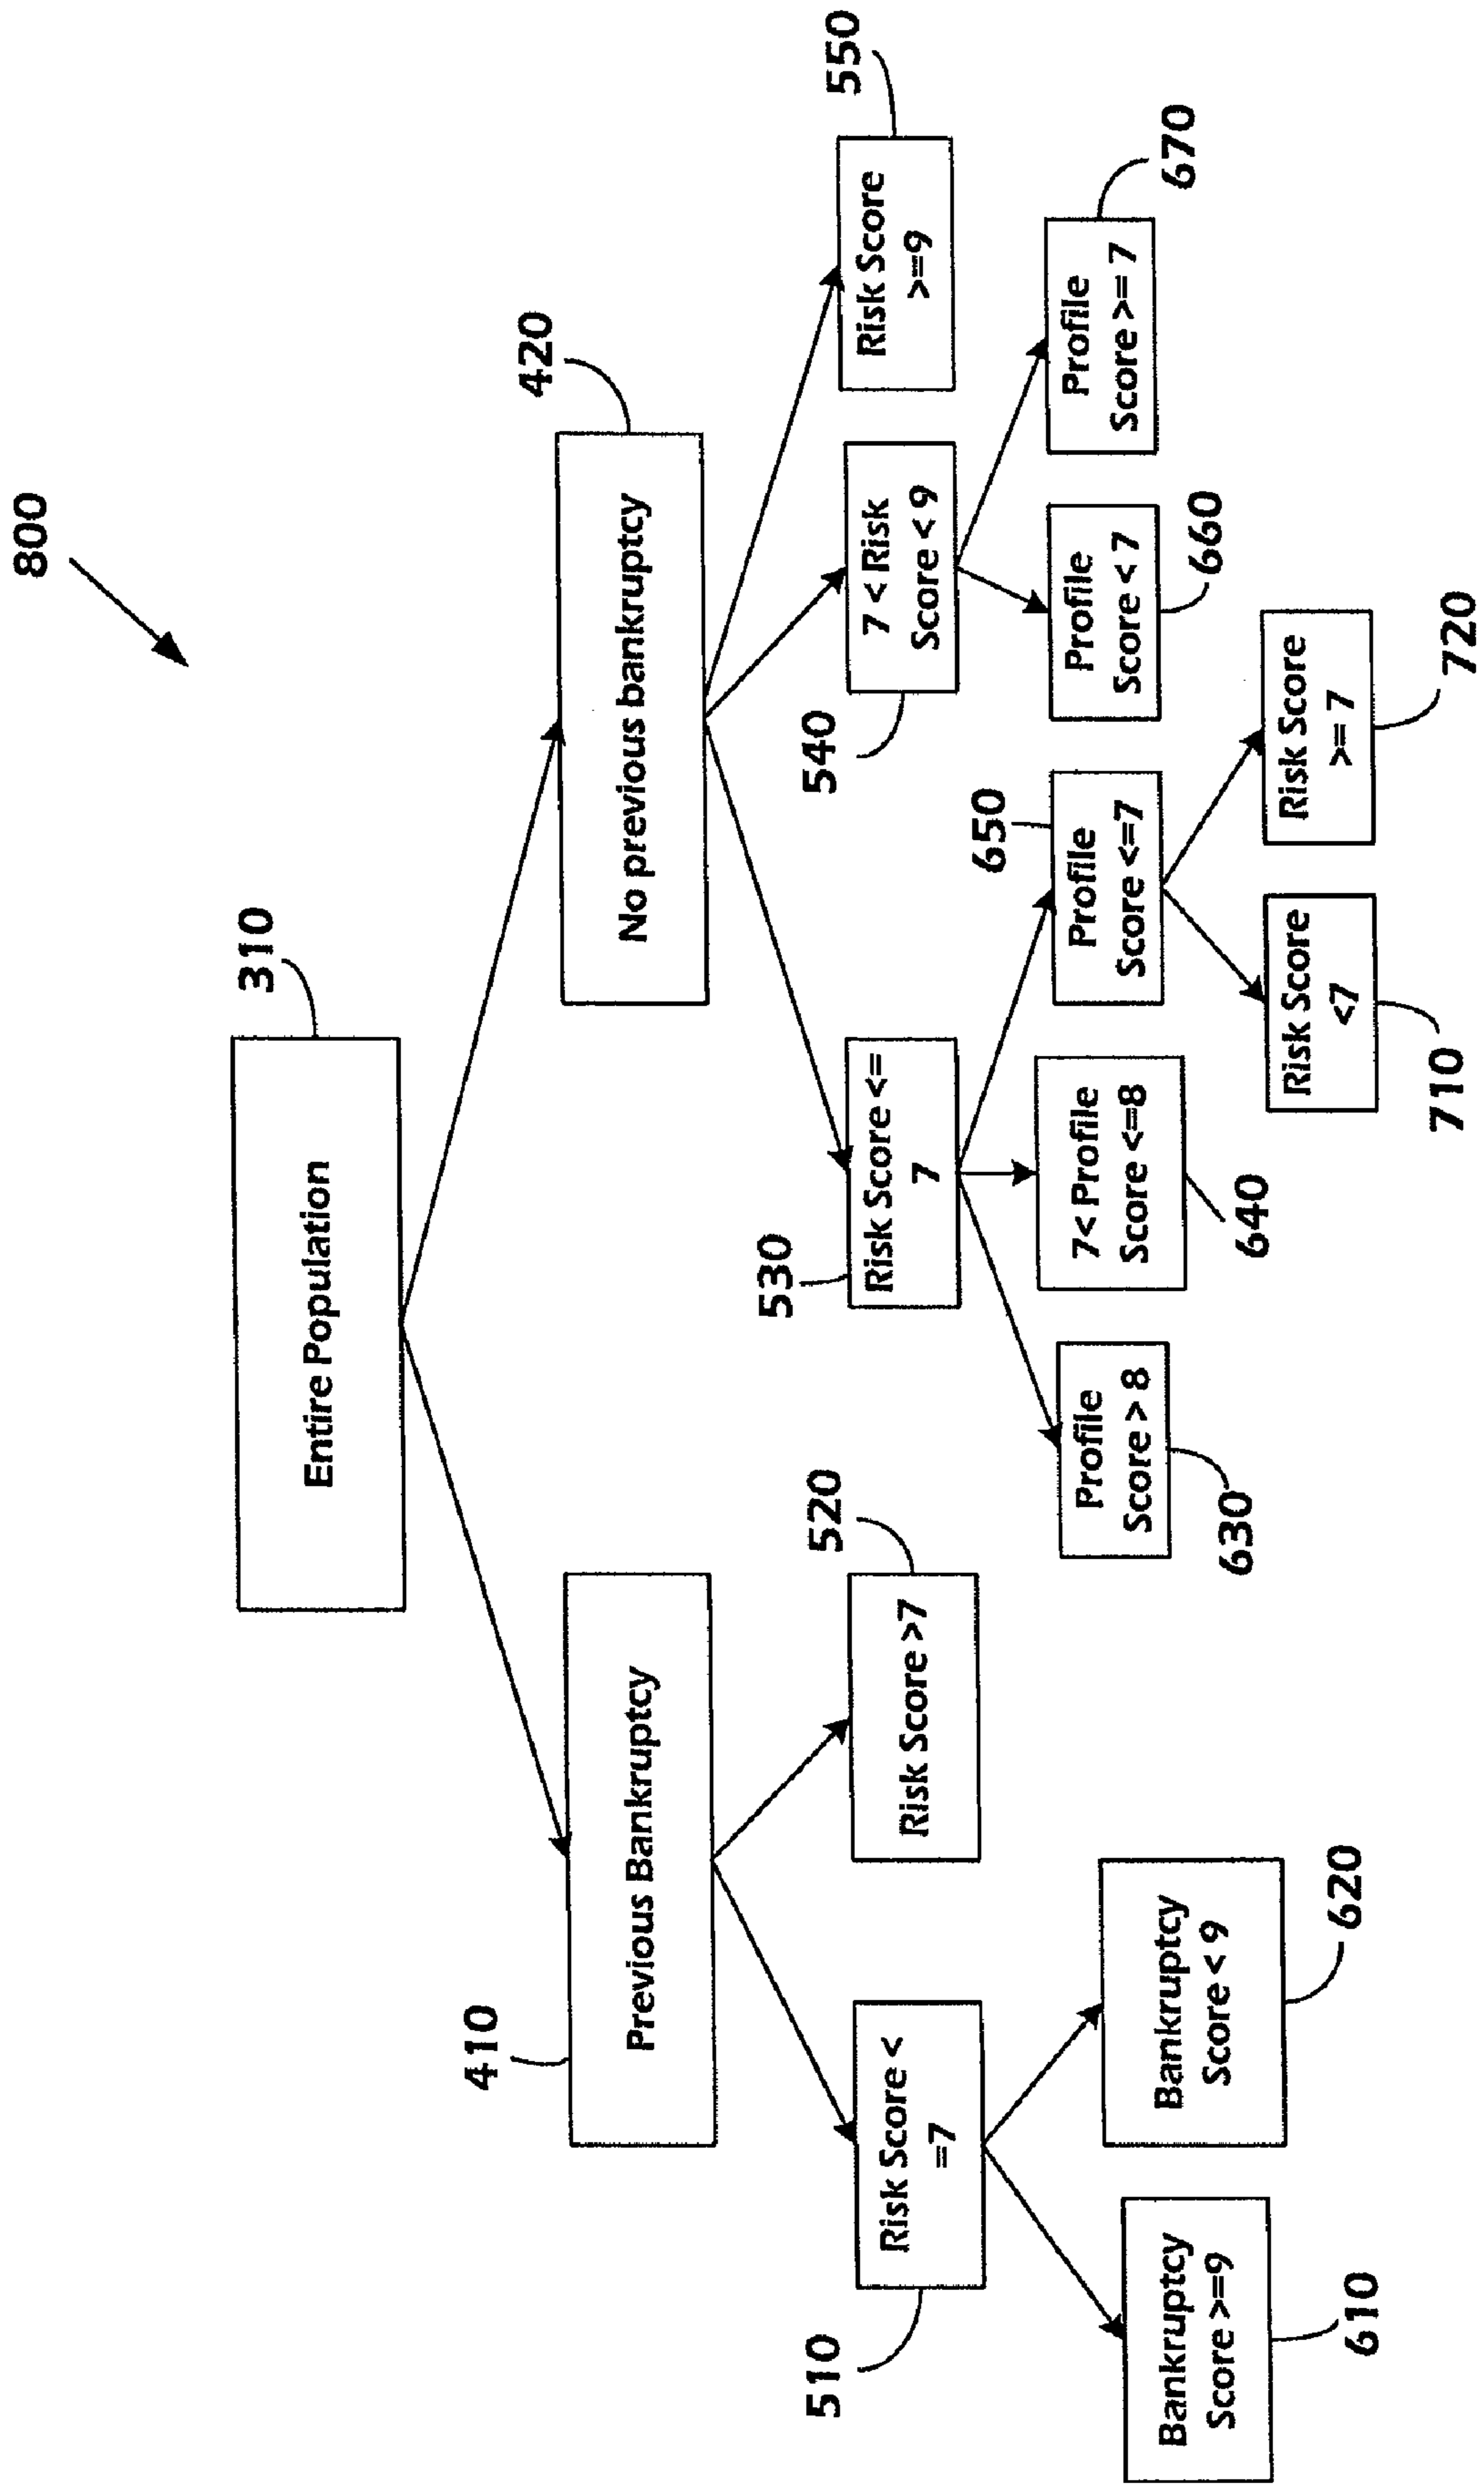 800
310
Entire Population
410
Previous Bankruptcy
420
No previous bankruptcy
510
Risk Score <
=7
520
Risk Score >7
530
Risk Score <=
7
540
7 < Risk
Score < 9
550
Risk Score
>=9
610
Bankruptcy
Score >=9
620
Bankruptcy
Score < 9
630
Profile
Score > 8
640
7< Profile
Score <=8
650
Profile
Score <=7
660
Profile
Score < 7
670
Profile
Score >= 7
710
Risk Score
<7
720
Risk Score
>= 7